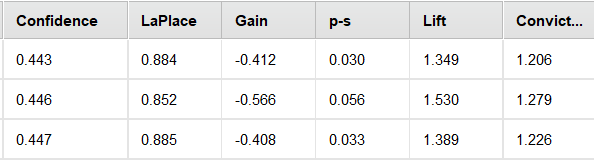 Confidence LaPlace Gain p-s Lift Convict...
0.443 0.884 -0.412 0.030 1.349 1.206
0.446 0.852 -0.566 0.056 1.530 1.279
0.447 0.885 -0.408 0.033 1.389 1.226